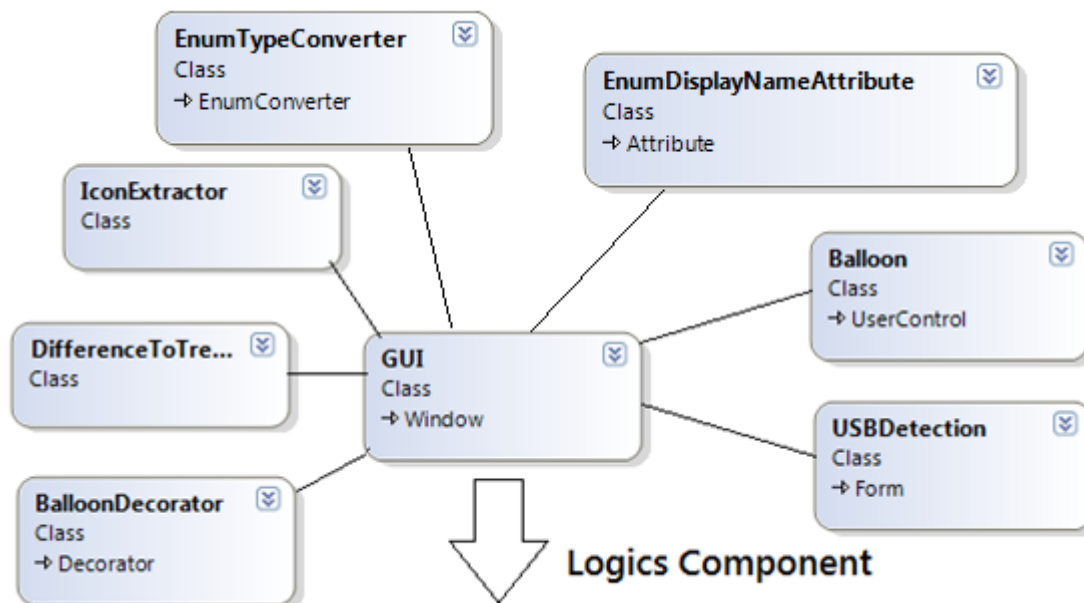 EnumTypeConverter
Class
EnumConverter
EnumDisplayNameAttribute
Class
Attribute
IconExtractor
Class
Balloon
Class
UserControl
DifferenceToTre...
Class
GUI
Class
Window
USBDetection
Class
Form
BalloonDecorator
Class
Decorator
Logics Component